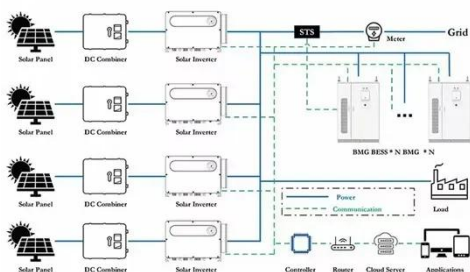 STS
Meter
Grid
Solar Panel
DC Combiner
Solar Inverter
Solar Panel
DC Combiner
Solar Inverter
BMG BESS * N BMG * N
Solar Panel
DC Combiner
Solar Inverter
Power
Communication
Load
Solar Panel
DC Combiner
Solar Inverter
Controller
Router
Cloud Server
Applications